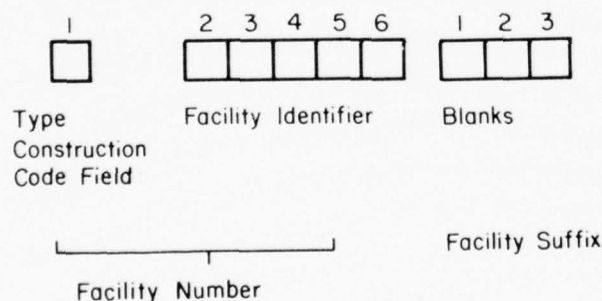 1 2 3 4 5 6 1 2 3
Type Facility Identifier Blanks
Construction
Code Field
Facility Suffix
Facility Number